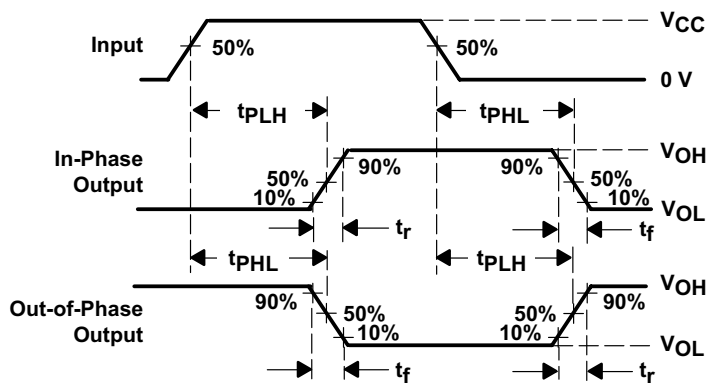 VCC
Input
50%
50%
0 V
tPLH
tPHL
In-Phase
Output
VOH
90%
90%
50%
50%
10%
10%
VOL
tr
tf
tPHL
tPLH
Out-of-Phase
Output
VOH
90%
90%
50%
50%
10%
10%
VOL
tf
tr